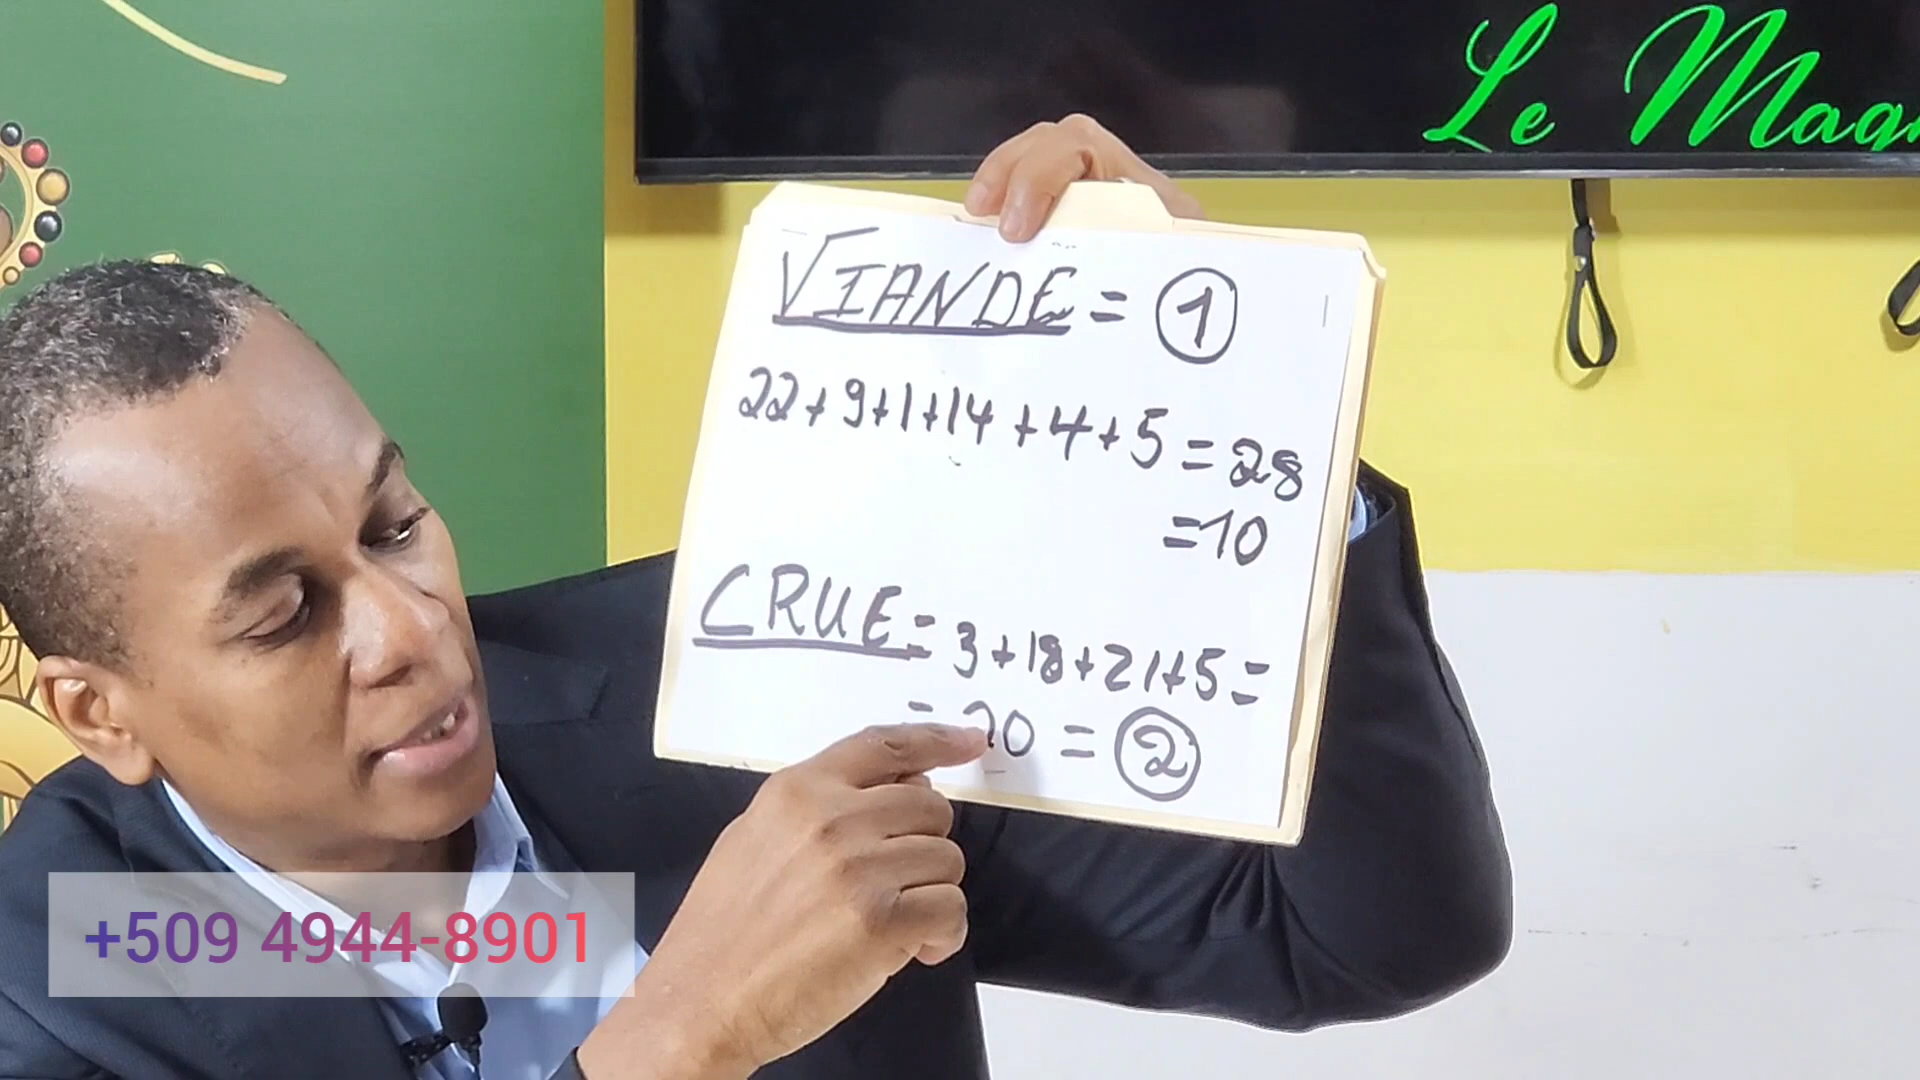 Le Mag
VIANDE = 1
22+9+1+14+4+5 = 28
=10
CRUE = 3+18+21+5 =
= 20 = 2
+509 4944-8901